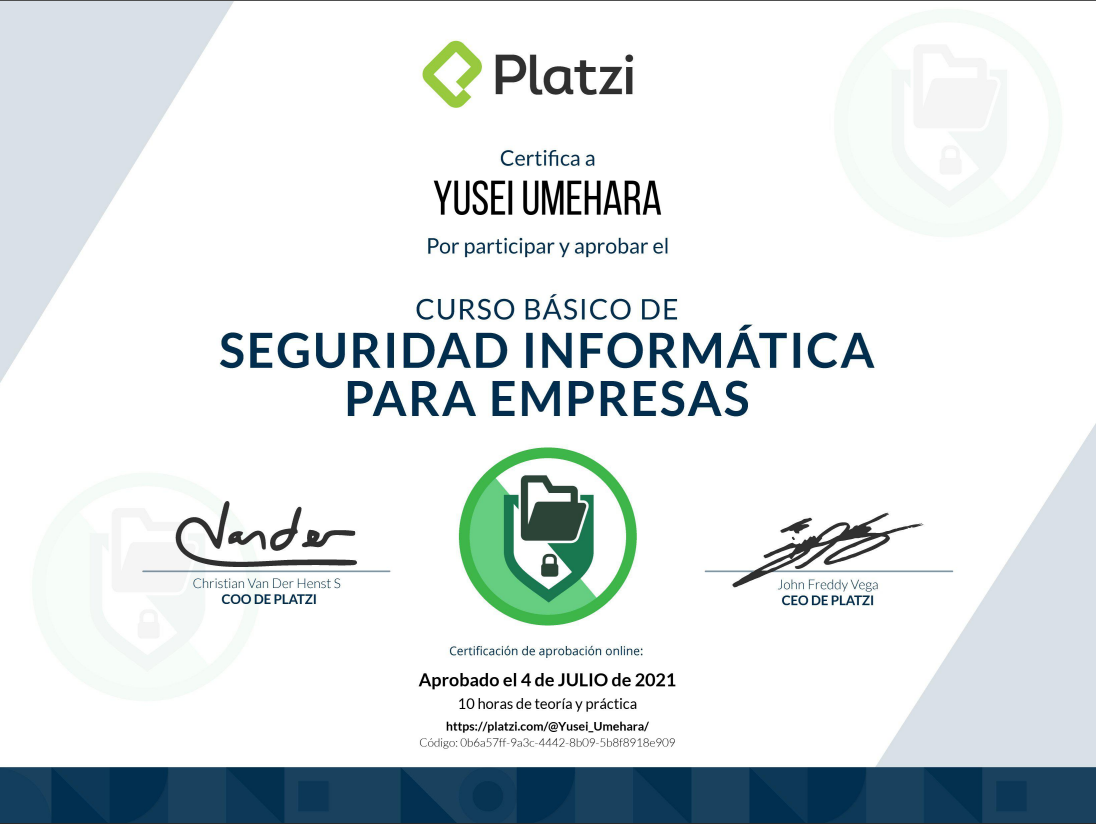 Platzi
Certifica a
YUSEI UMEHARA
Por participar y aprobar el
CURSO BÁSICO DE
SEGURIDAD INFORMÁTICA
PARA EMPRESAS
Vander
Christian Van Der Henst S
COO DE PLATZI
John Freddy Vega
CEO DE PLATZI
Certificación de aprobación online:
Aprobado el 4 de JULIO de 2021
10 horas de teoría y práctica
https://platzi.com/@Yusei_Umehara/
Código: 0b6a57ff-9a3c-4442-8b09-5b8f8918e909